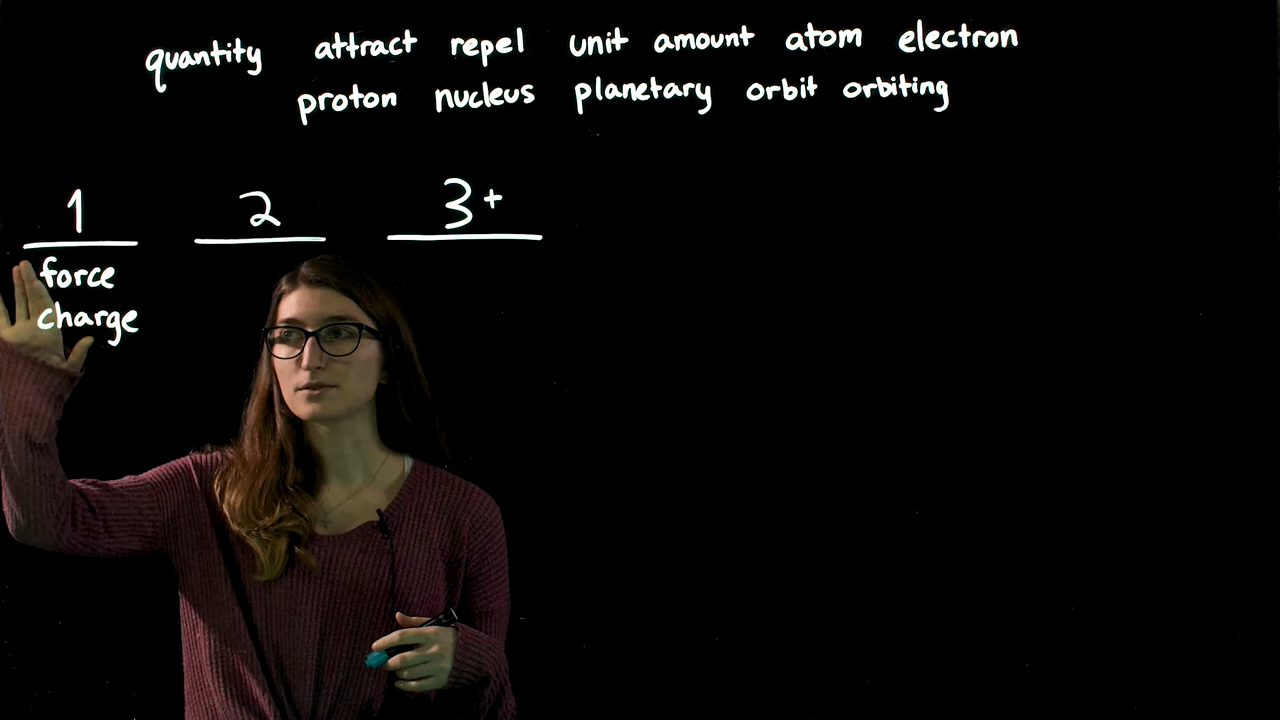 quantity attract repel unit amount atom electron
proton nucleus planetary orbit orbiting
1 2 3+
force
charge